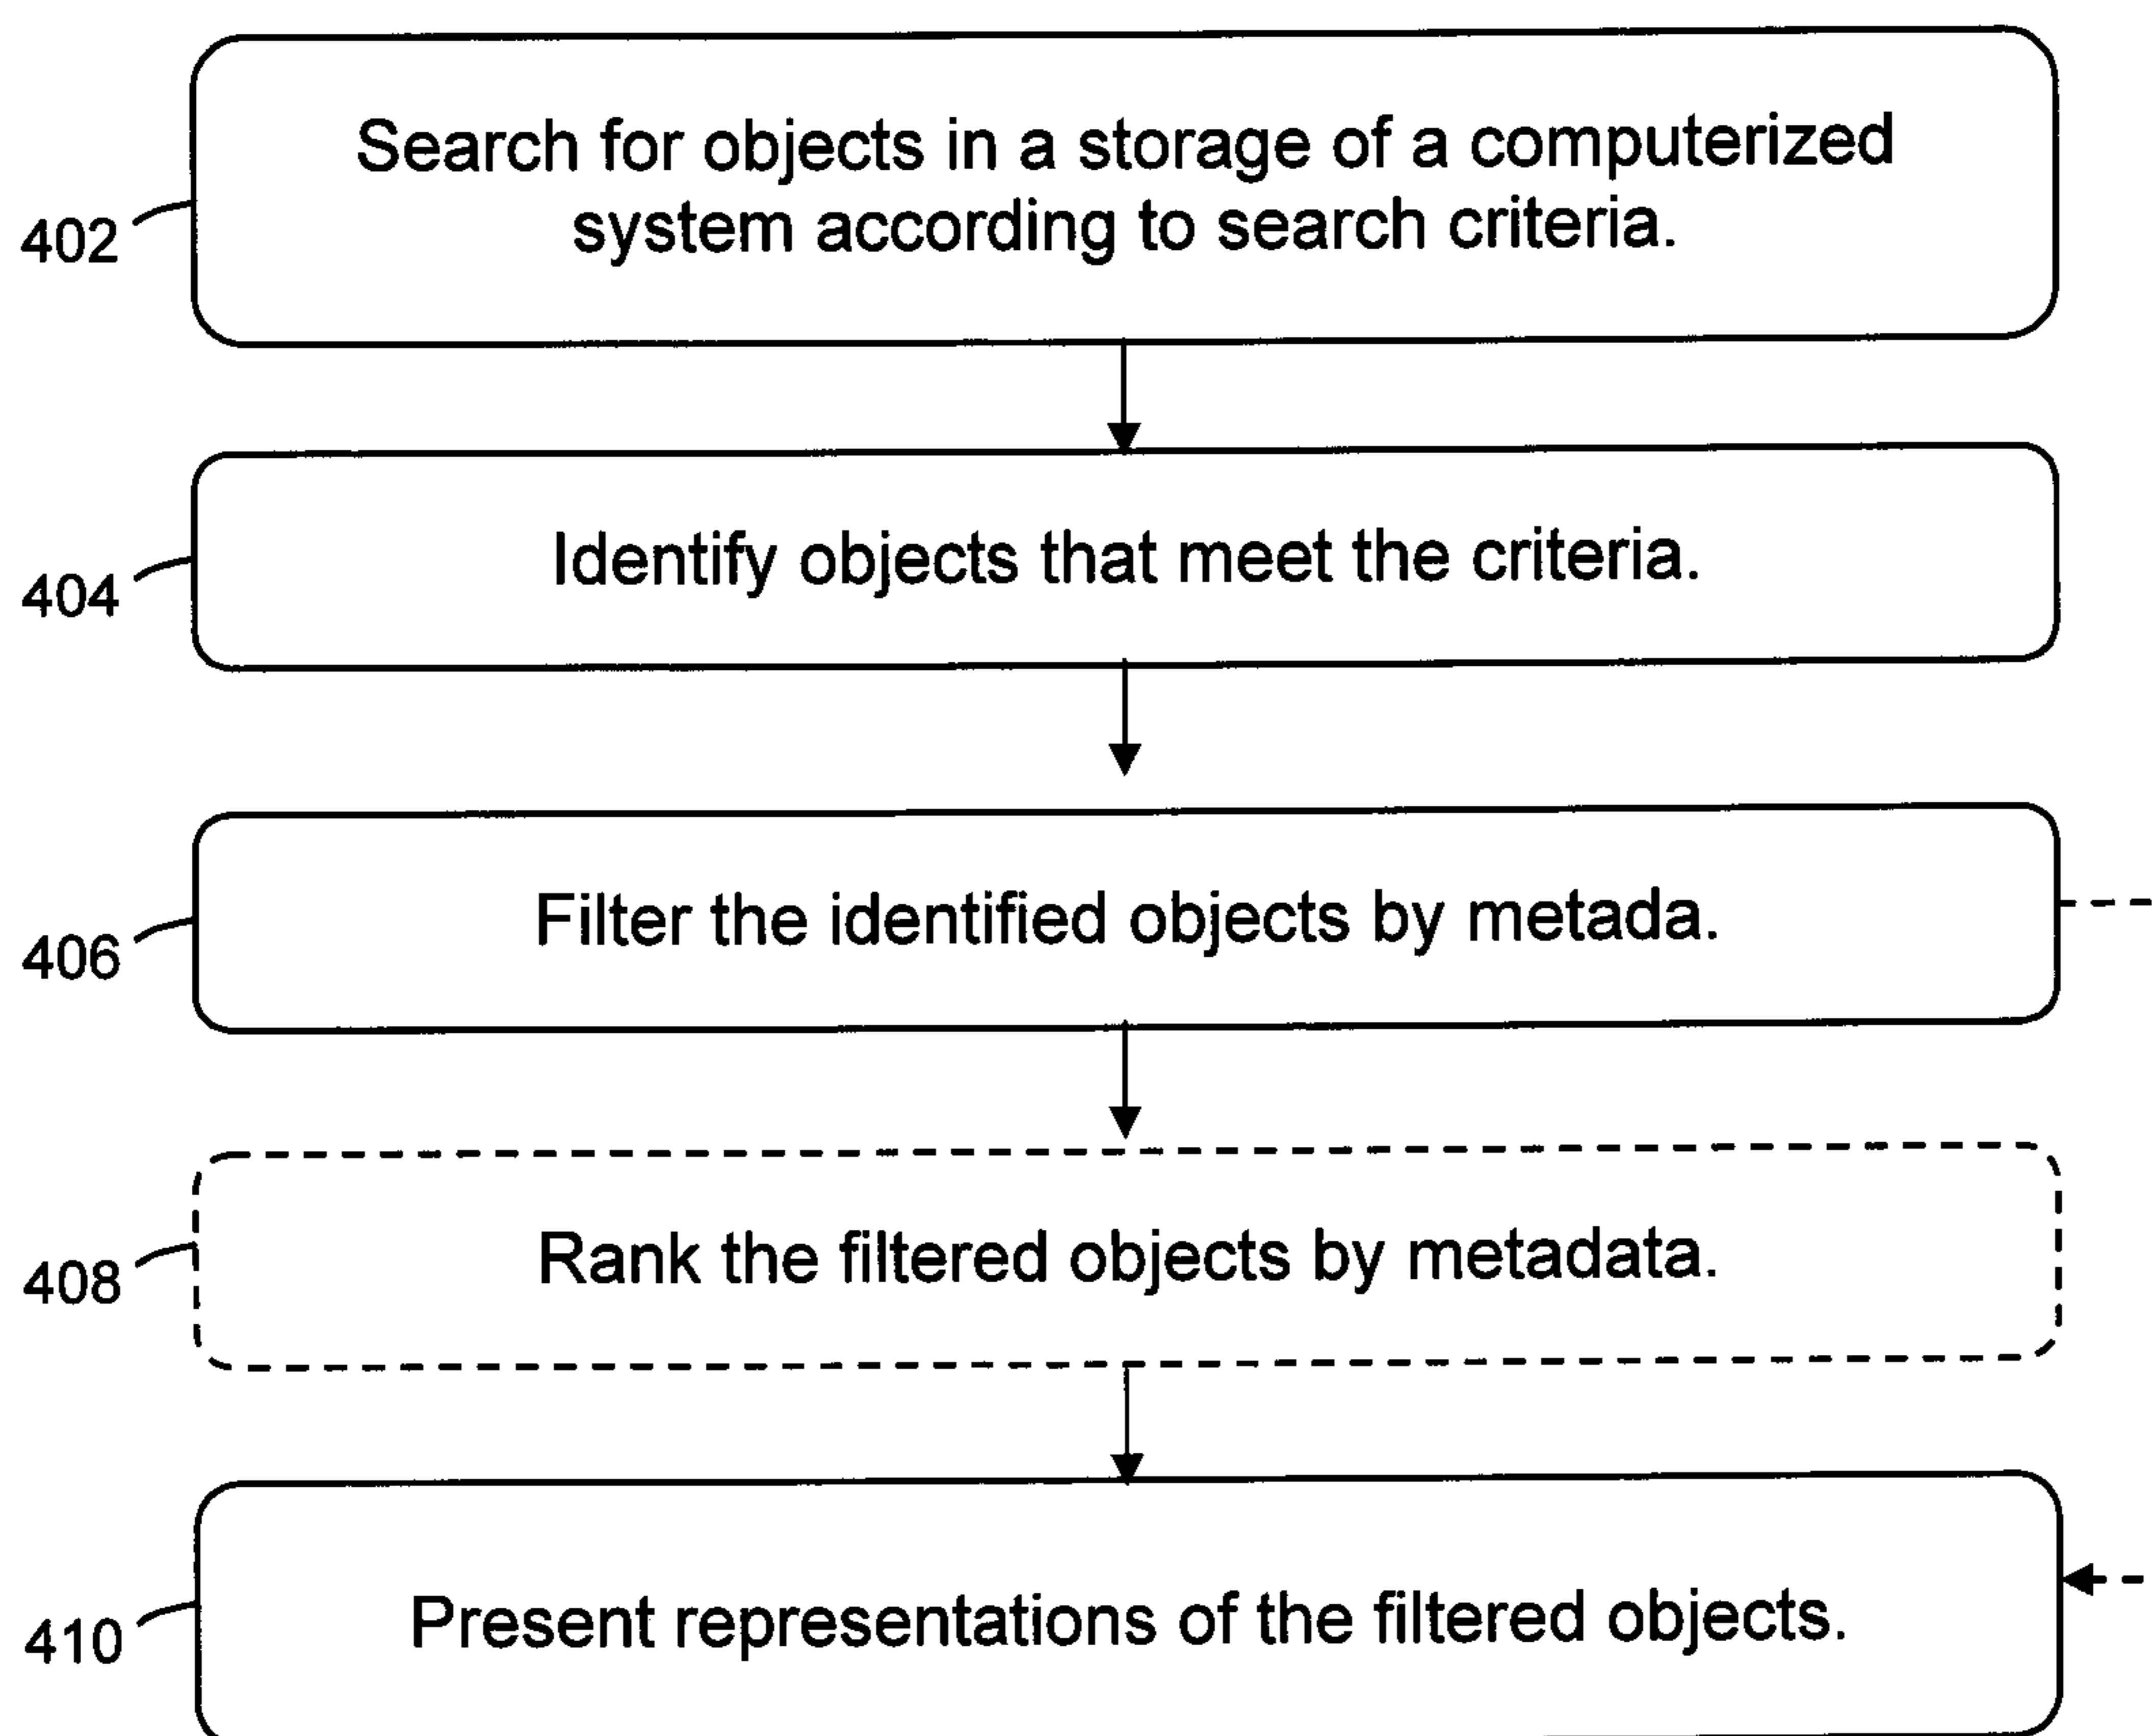 Search for objects in a storage of a computerized
system according to search criteria.
402
Identify objects that meet the criteria.
404
Filter the identified objects by metada.
406
Rank the filtered objects by metadata.
408
Present representations of the filtered objects.
410